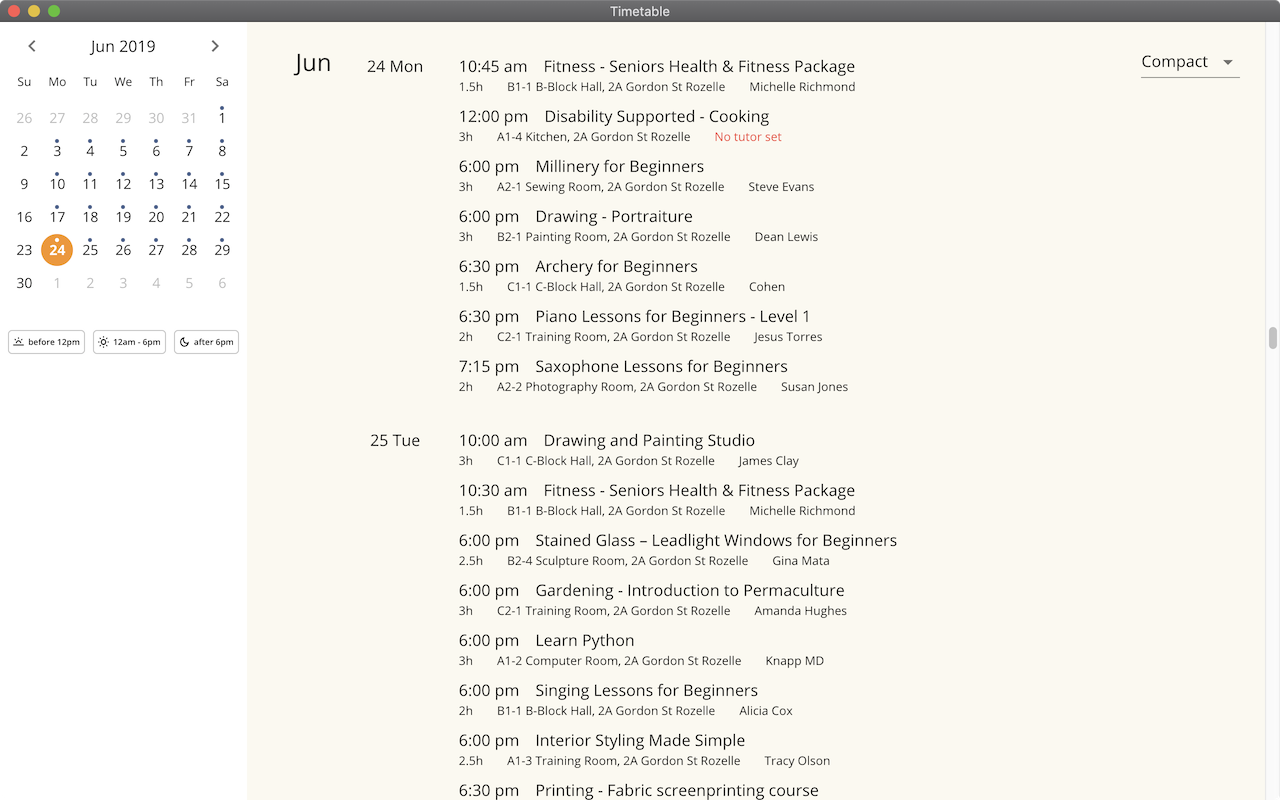 Timetable
Jun 2019
Su Mo Tu We Th Fr Sa
26 27 28 29 30 31 1
2 3 4 5 6 7 8
9 10 11 12 13 14 15
16 17 18 19 20 21 22
23 24 25 26 27 28 29
30 1 2 3 4 5 6
before 12pm 12am - 6pm after 6pm
Compact
Jun
24 Mon
10:45 am Fitness - Seniors Health & Fitness Package
1.5h B1-1 B-Block Hall, 2A Gordon St Rozelle Michelle Richmond
12:00 pm Disability Supported - Cooking
3h A1-4 Kitchen, 2A Gordon St Rozelle No tutor set
6:00 pm Millinery for Beginners
3h A2-1 Sewing Room, 2A Gordon St Rozelle Steve Evans
6:00 pm Drawing - Portraiture
3h B2-1 Painting Room, 2A Gordon St Rozelle Dean Lewis
6:30 pm Archery for Beginners
1.5h C1-1 C-Block Hall, 2A Gordon St Rozelle Cohen
6:30 pm Piano Lessons for Beginners - Level 1
2h C2-1 Training Room, 2A Gordon St Rozelle Jesus Torres
7:15 pm Saxophone Lessons for Beginners
2h A2-2 Photography Room, 2A Gordon St Rozelle Susan Jones
25 Tue
10:00 am Drawing and Painting Studio
3h C1-1 C-Block Hall, 2A Gordon St Rozelle James Clay
10:30 am Fitness - Seniors Health & Fitness Package
1.5h B1-1 B-Block Hall, 2A Gordon St Rozelle Michelle Richmond
6:00 pm Stained Glass – Leadlight Windows for Beginners
2.5h B2-4 Sculpture Room, 2A Gordon St Rozelle Gina Mata
6:00 pm Gardening - Introduction to Permaculture
3h C2-1 Training Room, 2A Gordon St Rozelle Amanda Hughes
6:00 pm Learn Python
3h A1-2 Computer Room, 2A Gordon St Rozelle Knapp MD
6:00 pm Singing Lessons for Beginners
2h B1-1 B-Block Hall, 2A Gordon St Rozelle Alicia Cox
6:00 pm Interior Styling Made Simple
2.5h A1-3 Training Room, 2A Gordon St Rozelle Tracy Olson
6:30 pm Printing - Fabric screenprinting course